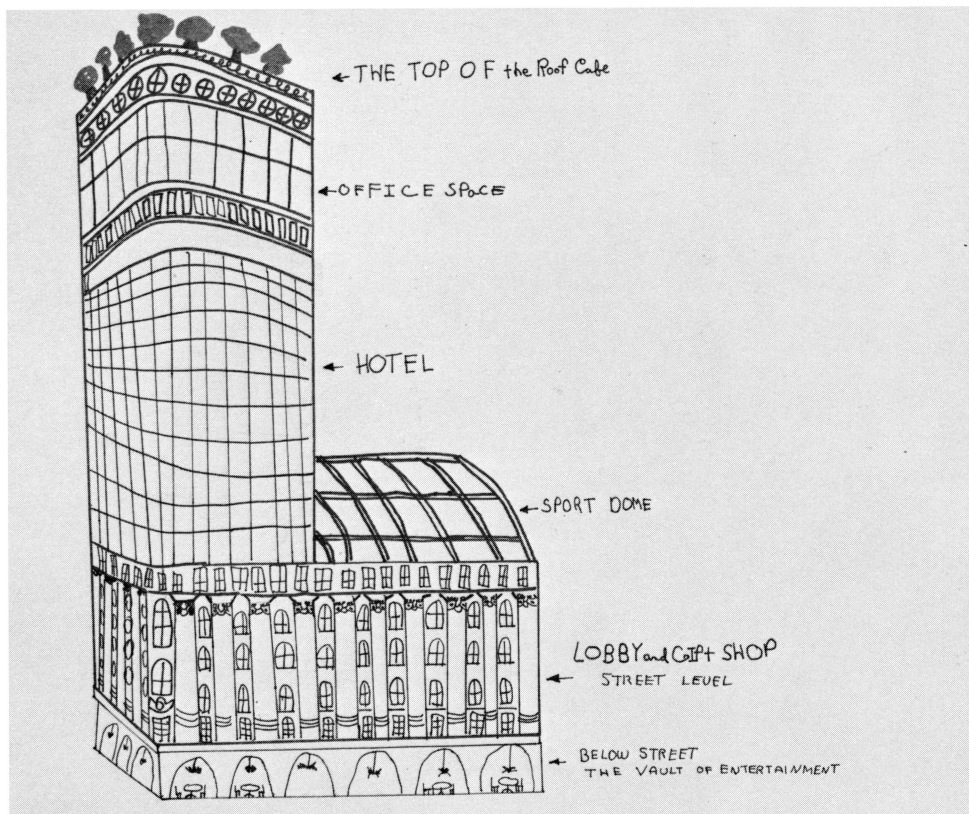 THE TOP OF the Roof Cafe
OFFICE SPACE
HOTEL
SPORT DOME
LOBBY and Gift SHOP
STREET LEVEL
BELOW STREET
THE VAULT OF ENTERTAINMENT